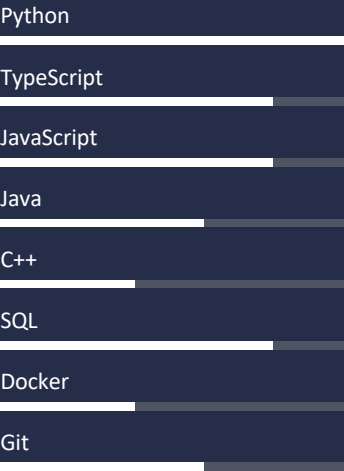 Python
TypeScript
JavaScript
Java
C++
SQL
Docker
Git